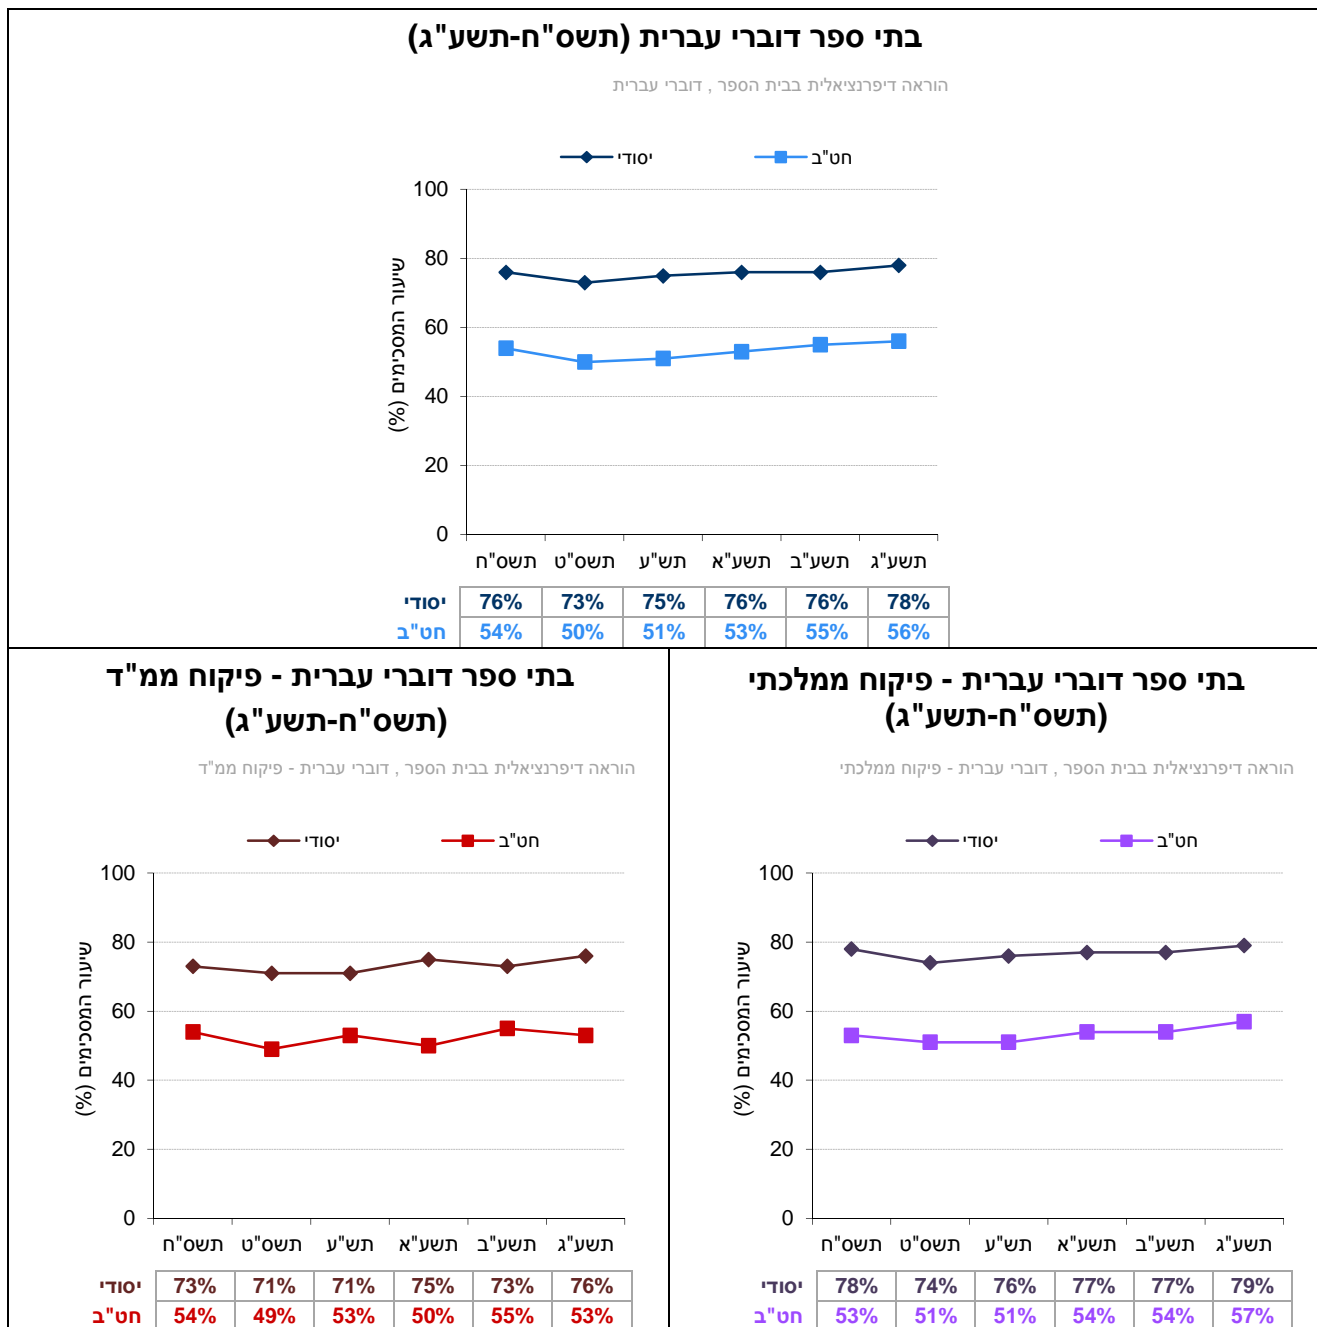 בתי ספר דוברי עברית (תשס"ח-תשע"ג)
הוראה דיפרנציאלית בבית הספר , דוברי עברית
יסודי חט"ב
שיעור המסכימים (%)
100
80
60
40
20
0
תשס"ח תשס"ט תש"ע תשע"א תשע"ב תשע"ג
יסודי 76% 73% 75% 76% 76% 78%
חט"ב 54% 50% 51% 53% 55% 56%
בתי ספר דוברי עברית - פיקוח ממלכתי
(תשס"ח-תשע"ג)
הוראה דיפרנציאלית בבית הספר , דוברי עברית - פיקוח ממלכתי
יסודי חט"ב
שיעור המסכימים (%)
100
80
60
40
20
0
תשס"ח תשס"ט תש"ע תשע"א תשע"ב תשע"ג
יסודי 78% 74% 76% 77% 77% 79%
חט"ב 53% 51% 51% 54% 54% 57%
בתי ספר דוברי עברית - פיקוח ממ"ד
(תשס"ח-תשע"ג)
הוראה דיפרנציאלית בבית הספר , דוברי עברית - פיקוח ממ"ד
יסודי חט"ב
שיעור המסכימים (%)
100
80
60
40
20
0
תשס"ח תשס"ט תש"ע תשע"א תשע"ב תשע"ג
יסודי 73% 71% 71% 75% 73% 76%
חט"ב 54% 49% 53% 50% 55% 53%